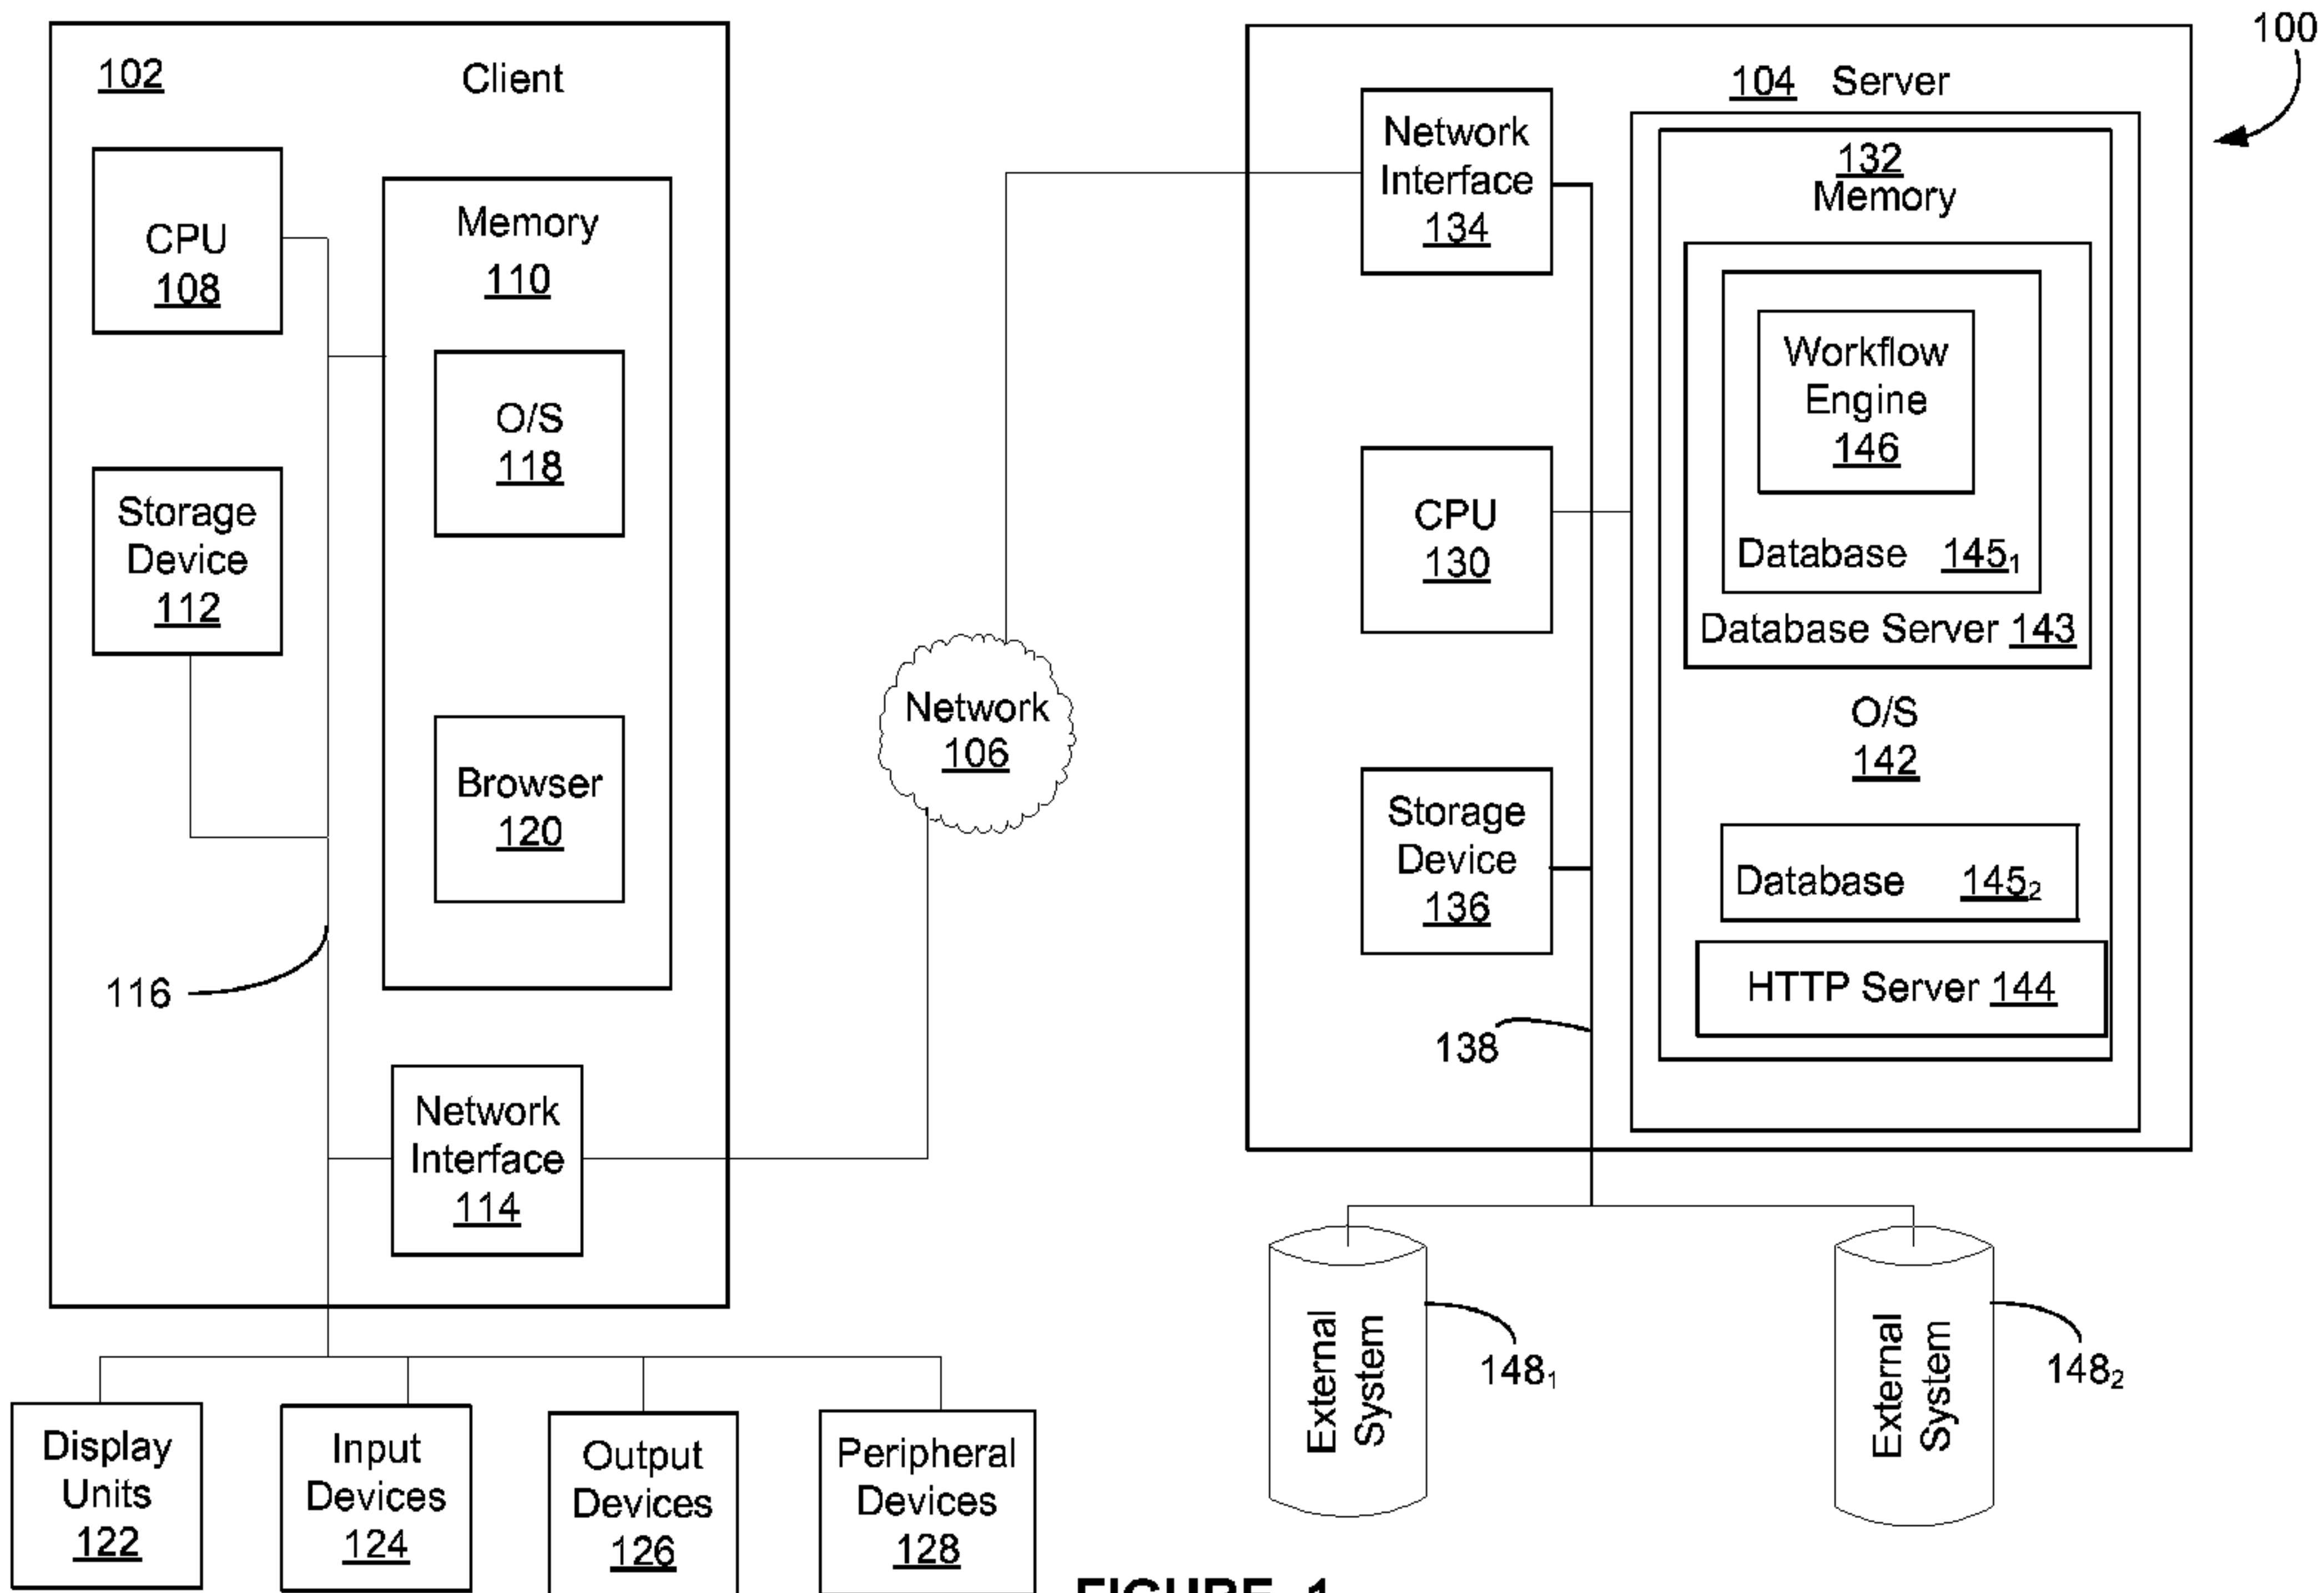 100
102 Client
CPU
108
Memory
110
O/S
118
Storage
Device
112
Browser
120
116
Network
Interface
114
Display
Units
122
Input
Devices
124
Output
Devices
126
Peripheral
Devices
128
Network
106
104 Server
Network
Interface
134
132
Memory
Workflow
Engine
146
Database 145₁
Database Server 143
CPU
130
O/S
142
Storage
Device
136
Database 145₂
HTTP Server 144
138
External
System
148₁
External
System
148₂
FIGURE 1